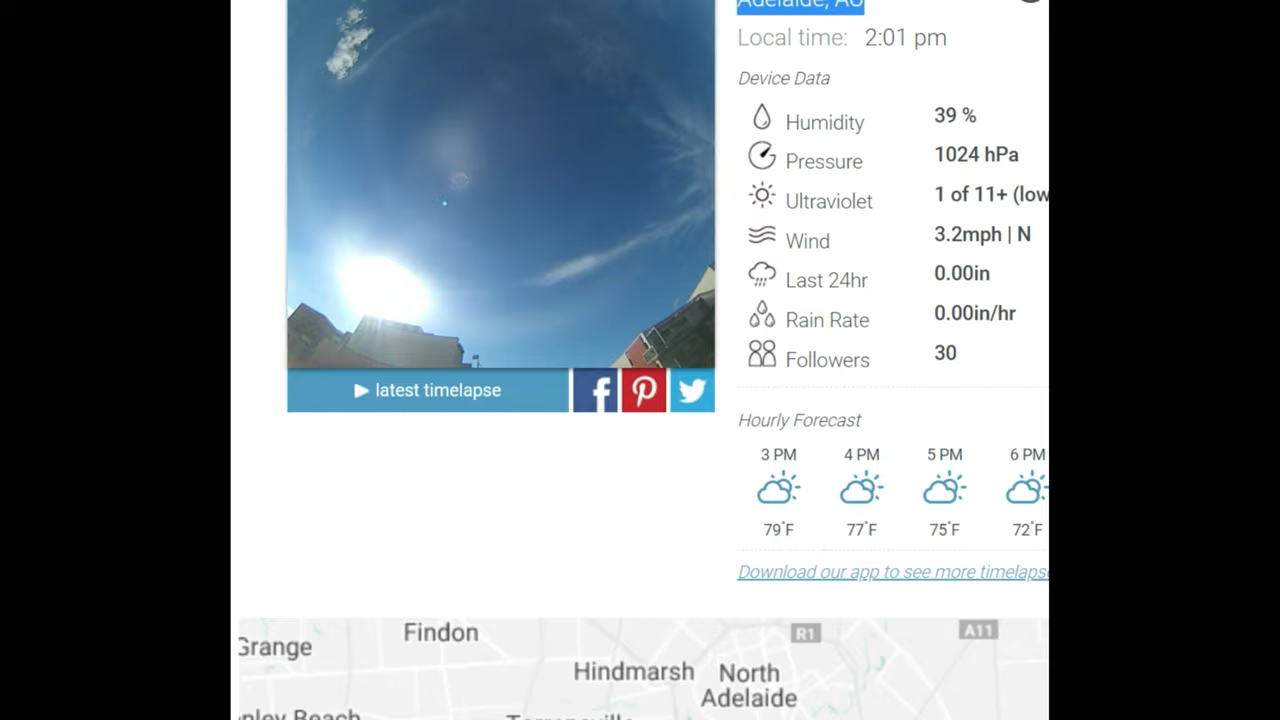 Adelaide, AU
Local time: 2:01 pm
Device Data
Humidity 39 %
Pressure 1024 hPa
Ultraviolet 1 of 11+ (low
Wind 3.2mph | N
Last 24hr 0.00in
Rain Rate 0.00in/hr
Followers 30
latest timelapse
Hourly Forecast
3 PM 4 PM 5 PM 6 PM
79°F 77°F 75°F 72°F
Download our app to see more timelaps
Findon R1 A11
Grange
Hindmarsh North
Adelaide
Beach